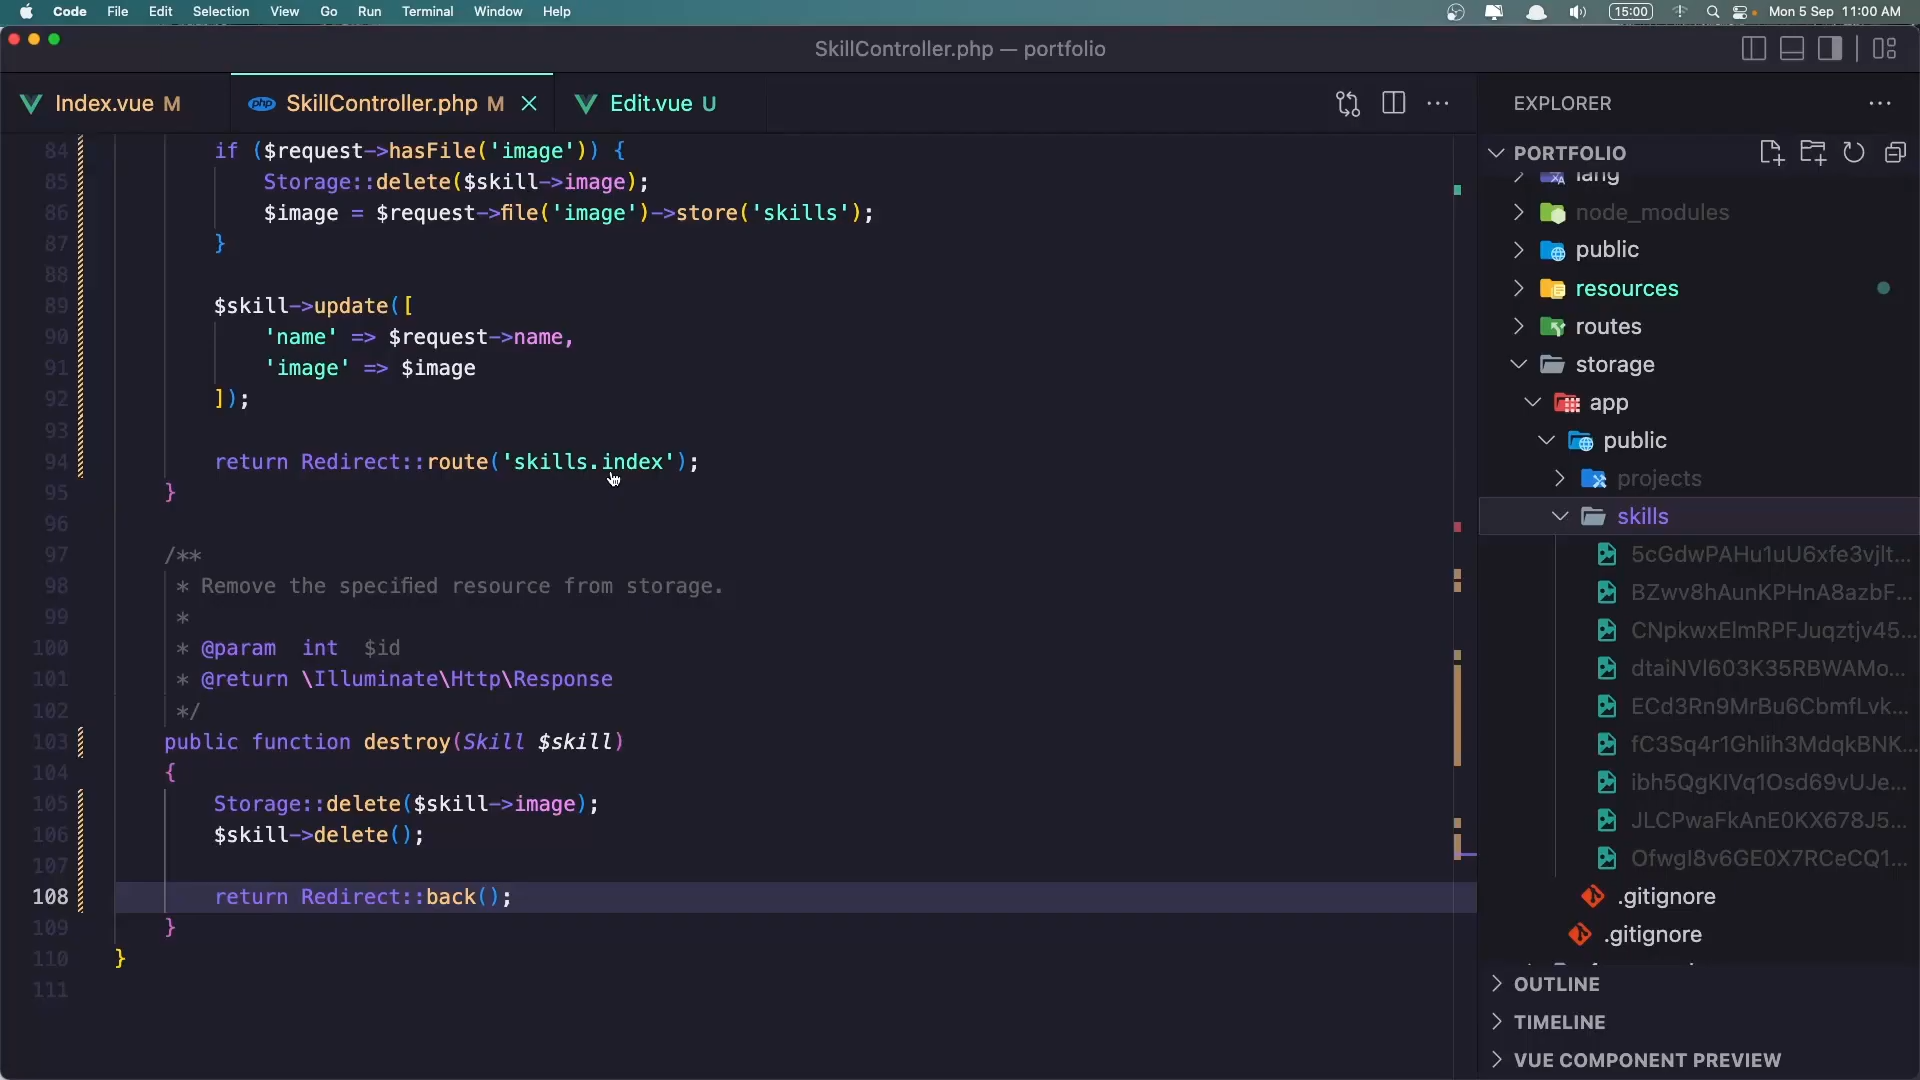 Code File Edit Selection View Go Run Terminal Window Help 15:00 Mon 5 Sep 11:00 AM
SkillController.php — portfolio
Index.vue M php SkillController.php M Edit.vue U
84 if ($request->hasFile('image')) {
85 Storage::delete($skill->image);
86 $image = $request->file('image')->store('skills');
87 }
88
89 $skill->update([
90 'name' => $request->name,
91 'image' => $image
92 ]);
93
94 return Redirect::route('skills.index');
95 }
96
97 /**
98 * Remove the specified resource from storage.
99 *
100 * @param  int  $id
101 * @return \Illuminate\Http\Response
102 */
103 public function destroy(Skill $skill)
104 {
105 Storage::delete($skill->image);
106 $skill->delete();
107
108 return Redirect::back();
109 }
110 }
111
EXPLORER
PORTFOLIO
lang
node_modules
public
resources
routes
storage
app
public
projects
skills
5cGdwPAHu1uU6xfe3vjlt...
BZwv8hAunKPHnA8azbF...
CNpkwxElmRPFJuqztjv45...
dtaiNVl603K35RBWAMo...
ECd3Rn9MrBu6CbmfLvk...
fC3Sq4r1Ghlih3MdqkBNK...
ibh5QgKIVq1Osd69vUJe...
JLCPwaFkAnE0KX678J5...
Ofwgl8v6GE0X7RCeCQ1...
.gitignore
.gitignore
OUTLINE
TIMELINE
VUE COMPONENT PREVIEW